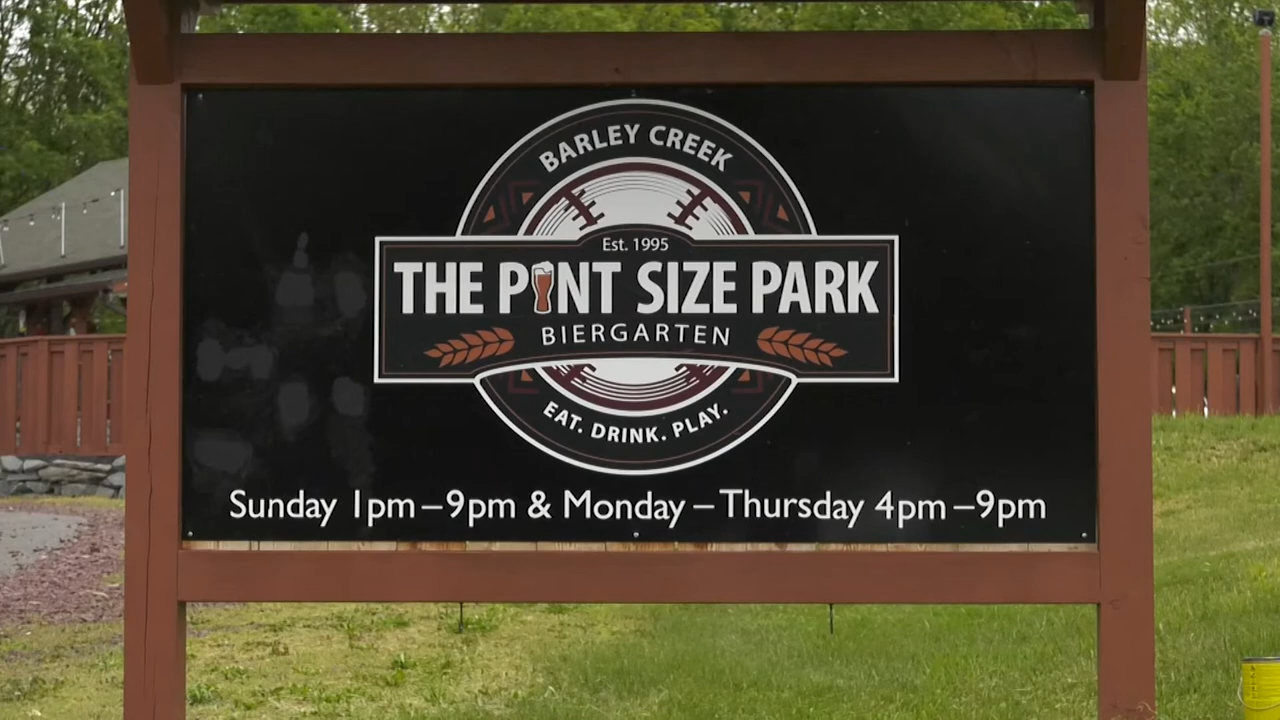 BARLEY CREEK
Est. 1995
THE PINT SIZE PARK
BIERGARTEN
EAT. DRINK. PLAY.
Sunday 1pm – 9pm & Monday – Thursday 4pm – 9pm